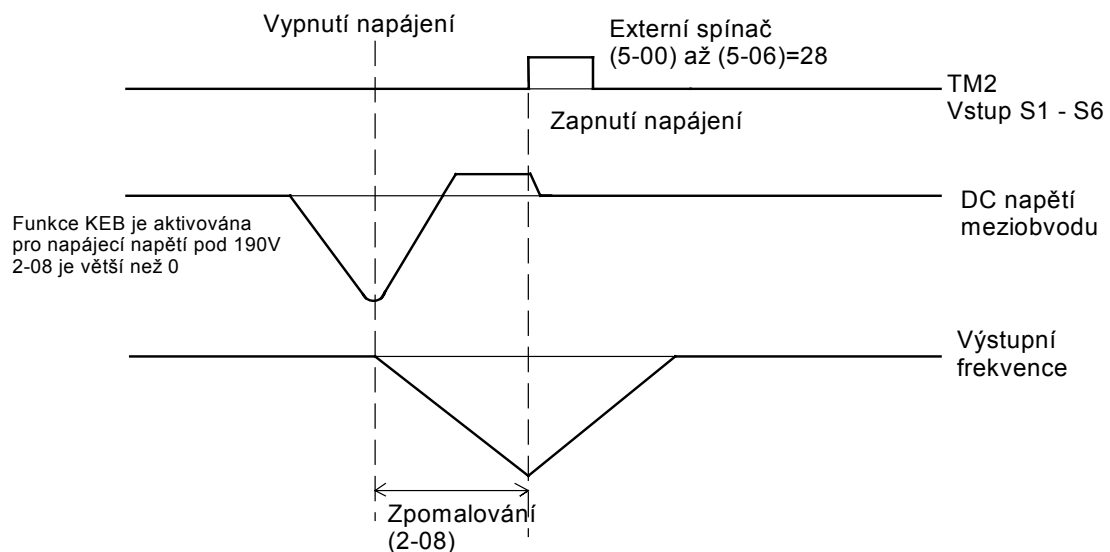 Vypnutí napájení
Externí spínač
(5-00) až (5-06)=28
TM2
Vstup S1 - S6
Zapnutí napájení
DC napětí
meziobvodu
Funkce KEB je aktivována
pro napájecí napětí pod 190V
2-08 je větší než 0
Výstupní
frekvence
Zpomalování
(2-08)